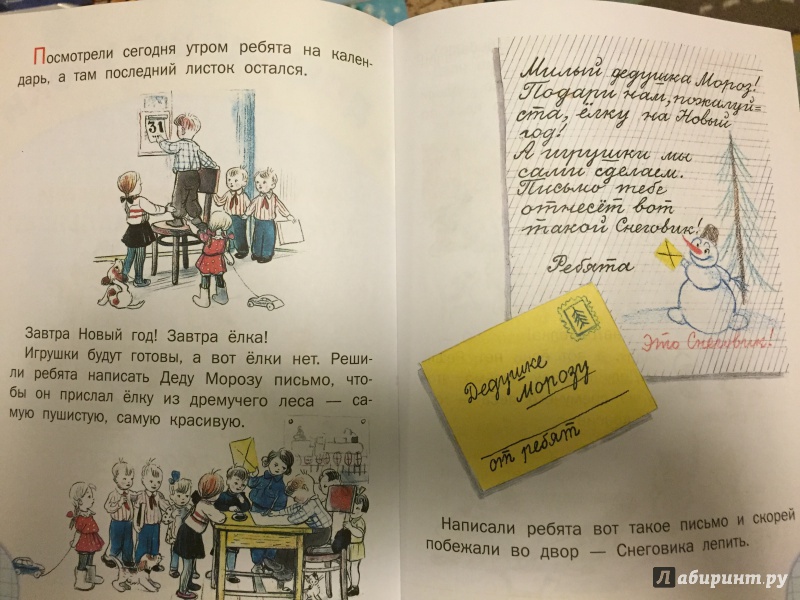 Посмотрели сегодня утром ребята на кален-
дарь, а там последний листок остался.
31
Завтра Новый год! Завтра ёлка!
Игрушки будут готовы, а вот ёлки нет. Реши-
ли ребята написать Деду Морозу письмо, что-
бы он прислал ёлку из дремучего леса — са-
мую пушистую, самую красивую.
Милый дедушка Мороз!
Подари нам, пожалуй=
ста, ёлку на Новый
год!
А игрушки мы
сами сделаем.
Письмо тебе
отнесёт вот
такой Снеговик!
Ребята
Это Снеговик!
Дедушке
Морозу
от ребят
Написали ребята вот такое письмо и скорей
побежали во двор — Снеговика лепить.
Лабиринт.ру